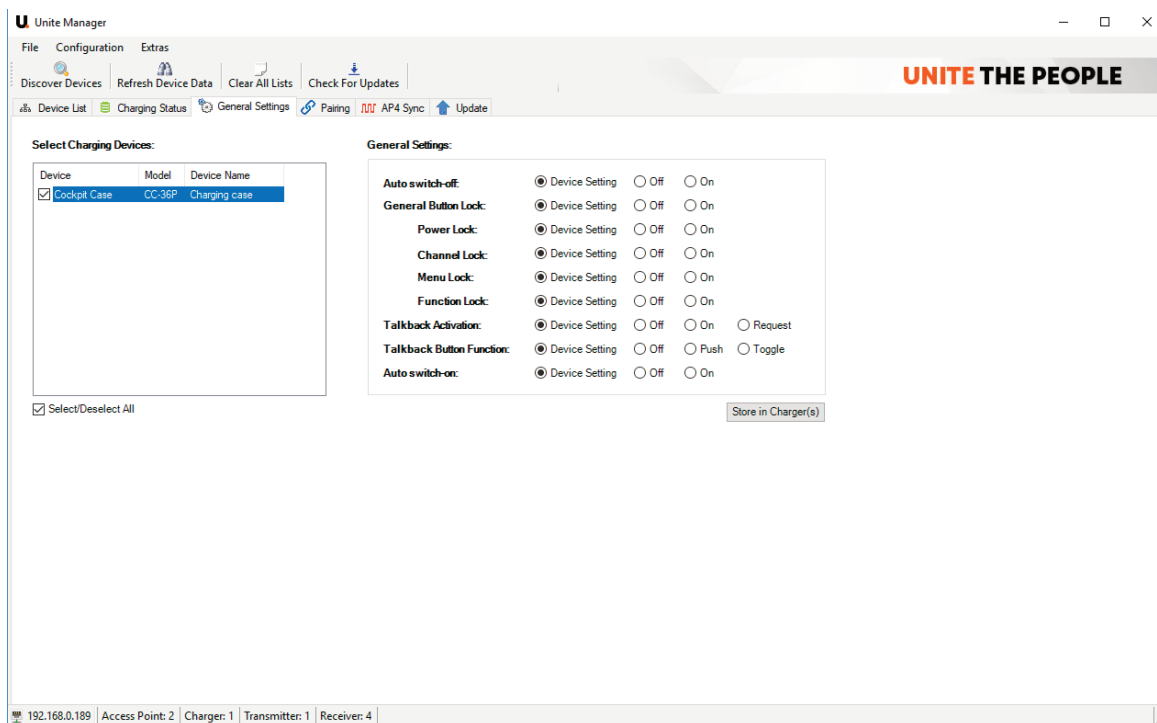 U. Unite Manager
File Configuration Extras
Discover Devices Refresh Device Data Clear All Lists Check For Updates
UNITE THE PEOPLE
Device List Charging Status General Settings Pairing AP4 Sync Update
Select Charging Devices: General Settings:
Device Model Device Name
Cockpit Case CC-36P Charging case
Auto switch-off: Device Setting Off On
General Button Lock: Device Setting Off On
Power Lock: Device Setting Off On
Channel Lock: Device Setting Off On
Menu Lock: Device Setting Off On
Function Lock: Device Setting Off On
Talkback Activation: Device Setting Off On Request
Talkback Button Function: Device Setting Off Push Toggle
Auto switch-on: Device Setting Off On
Select/Deselect All
Store in Charger(s)
192.168.0.189 Access Point: 2 Charger: 1 Transmitter: 1 Receiver: 4